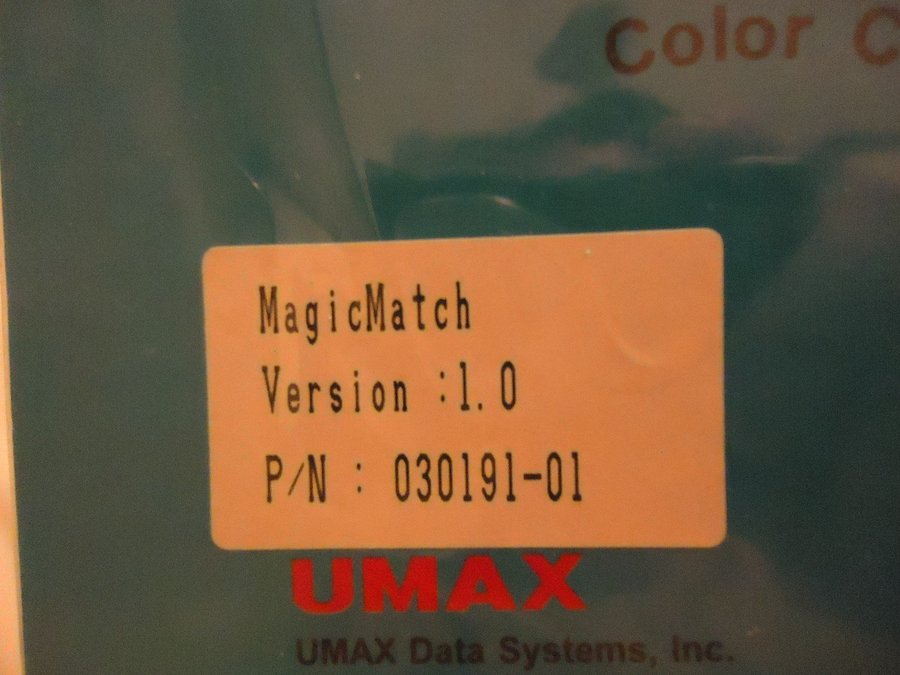 Color
MagicMatch
Version :1.0
P/N : 030191-01
UMAX
UMAX Data Systems, Inc.